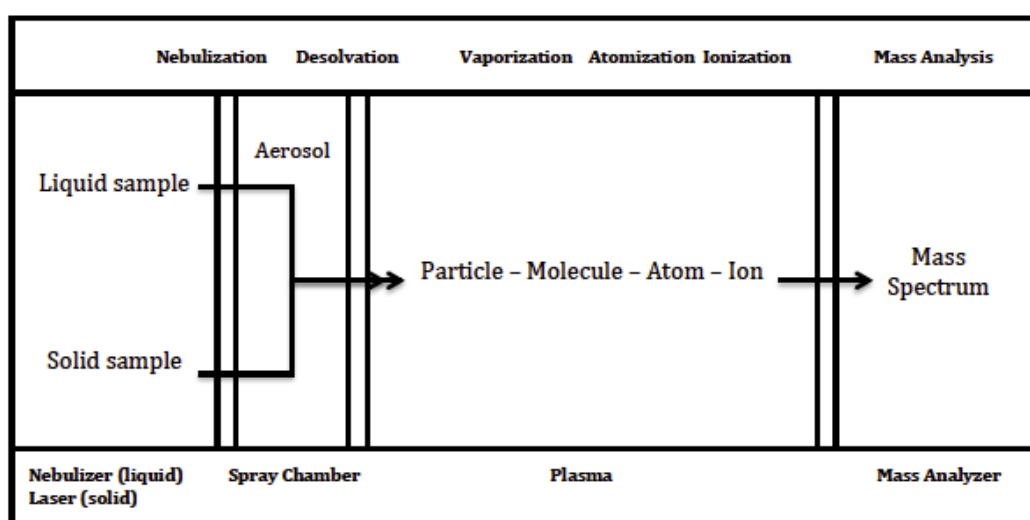 Nebulization Desolvation Vaporization Atomization Ionization Mass Analysis
Aerosol
Liquid sample
Particle – Molecule – Atom – Ion
Mass
Spectrum
Solid sample
Nebulizer (liquid) Spray Chamber Plasma Mass Analyzer
Laser (solid)